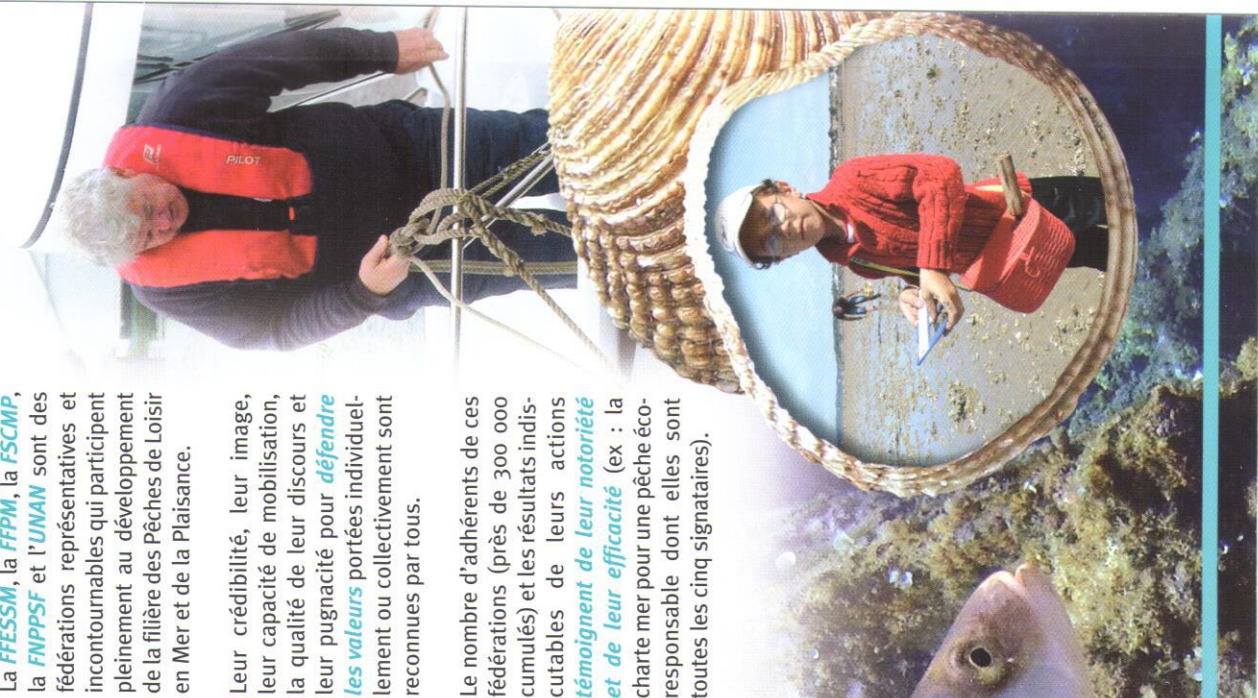 La FFESSM, la FFPM, la FSCMP,
la FNPPSF et l'UNAN sont des
fédérations représentatives et
incontournables qui participent
pleinement au développement
de la filière des Pêches de Loisir
en Mer et de la Plaisance.
Leur crédibilité, leur image,
leur capacité de mobilisation,
la qualité de leur discours et
leur pugnacité pour défendre
les valeurs portées individuel-
lement ou collectivement sont
reconnues par tous.
Le nombre d'adhérents de ces
fédérations (près de 300 000
cumulés) et les résultats indis-
cutables de leurs actions
témoignent de leur notoriété
et de leur efficacité (ex : la
charte mer pour une pêche éco-
responsable dont elles sont
toutes les cinq signataires).
PILOT